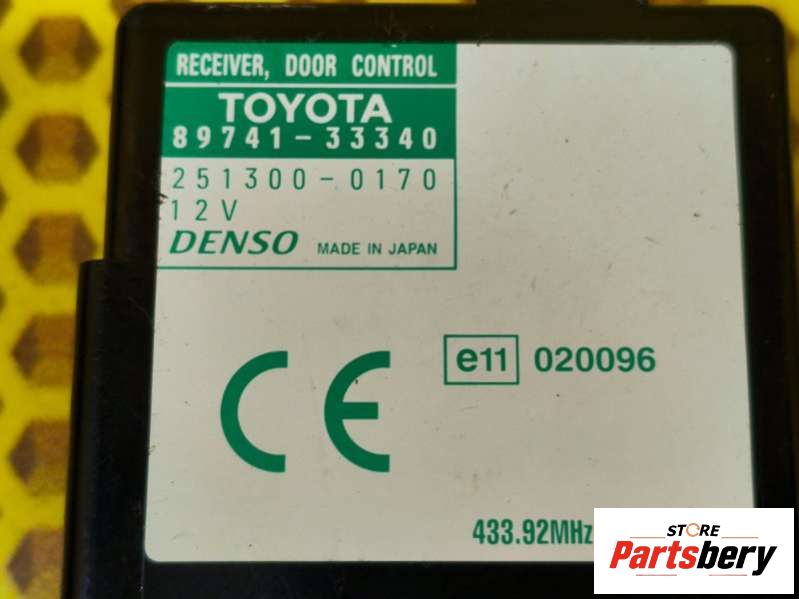 RECEIVER, DOOR CONTROL
TOYOTA
89741-33340
251300-0170
12V
DENSO MADE IN JAPAN
CE
e11 020096
433.92MHz
STORE
Partsbery